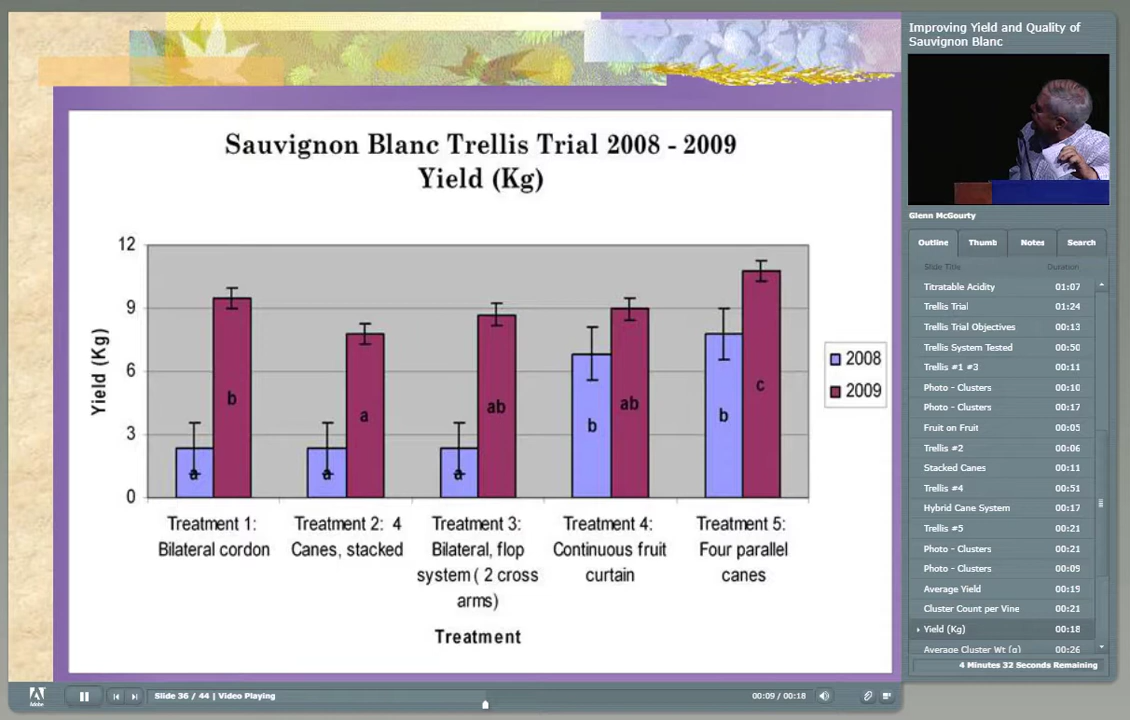 Improving Yield and Quality of
Sauvignon Blanc
Sauvignon Blanc Trellis Trial 2008 - 2009
Yield (Kg)
12
9
6
3
0
Yield (Kg)
a
b
a
a
a
ab
b
ab
b
c
2008
2009
Treatment 1:
Bilateral cordon
Treatment 2: 4
Canes, stacked
Treatment 3:
Bilateral, flop
system ( 2 cross
arms)
Treatment 4:
Continuous fruit
curtain
Treatment 5:
Four parallel
canes
Treatment
Glenn McGourty
Outline Thumb Notes Search
Slide Title Duration
Titratable Acidity 01:07
Trellis Trial 01:24
Trellis Trial Objectives 00:13
Trellis System Tested 00:50
Trellis #1 #3 00:11
Photo - Clusters 00:10
Photo - Clusters 00:17
Fruit on Fruit 00:05
Trellis #2 00:06
Stacked Canes 00:11
Trellis #4 00:51
Hybrid Cane System 00:17
Trellis #5 00:21
Photo - Clusters 00:21
Photo - Clusters 00:09
Average Yield 00:19
Cluster Count per Vine 00:21
Yield (Kg) 00:18
Average Cluster Wt (g) 00:26
4 Minutes 32 Seconds Remaining
Adobe
Slide 36 / 44 | Video Playing
00:09 / 00:18